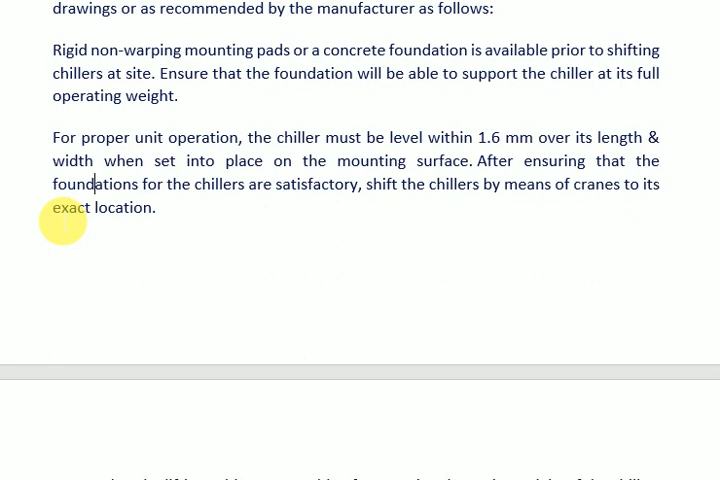 drawings or as recommended by the manufacturer as follows:
Rigid non-warping mounting pads or a concrete foundation is available prior to shifting
chillers at site. Ensure that the foundation will be able to support the chiller at its full
operating weight.
For proper unit operation, the chiller must be level within 1.6 mm over its length &
width when set into place on the mounting surface. After ensuring that the
foundations for the chillers are satisfactory, shift the chillers by means of cranes to its
exact location.